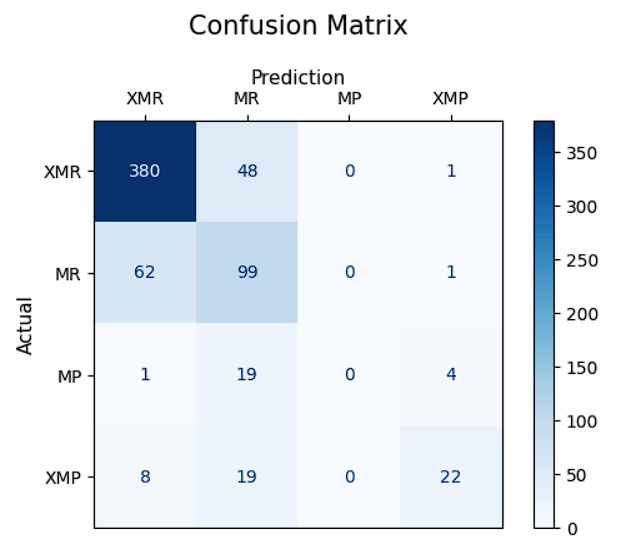 Confusion Matrix
Prediction
XMR MR MP XMP
XMR 380 48 0 1
MR 62 99 0 1
MP 1 19 0 4
XMP 8 19 0 22
Actual
350
300
250
200
150
100
50
0